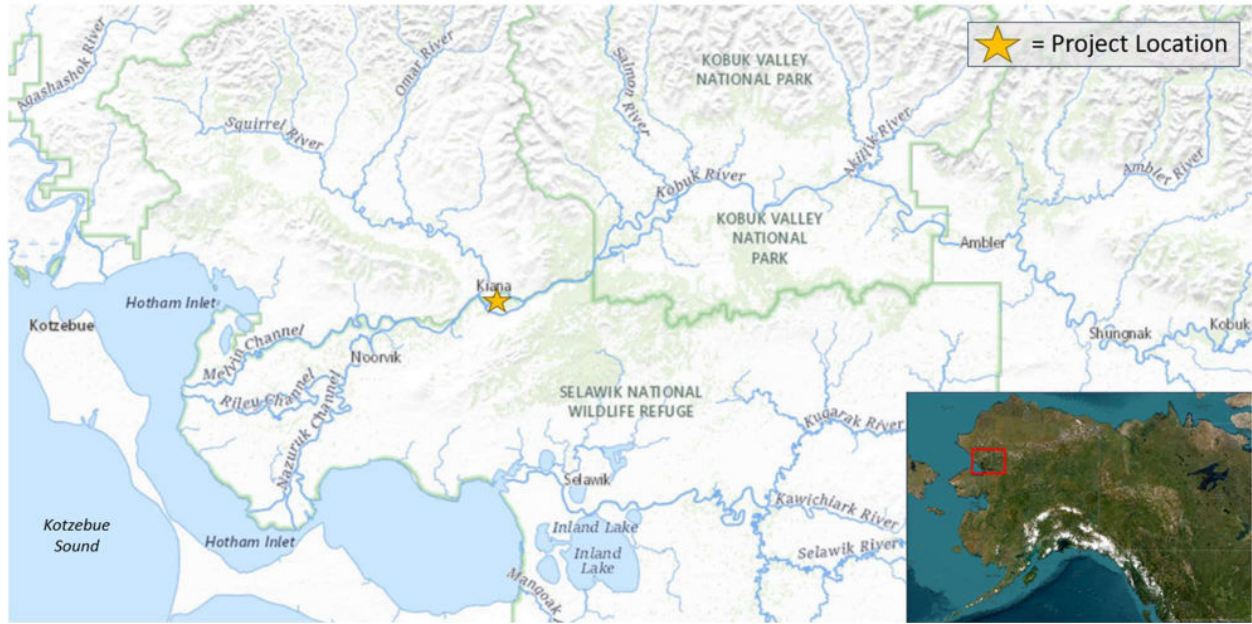 = Project Location
Agashashok River
Omar River
Salmon River
KOBUK VALLEY
NATIONAL PARK
Squirrel River
Akillik River
Ambler River
Kobuk River
KOBUK VALLEY
NATIONAL
PARK
Ambler
Kiana
Hotham Inlet
Kotzebue
Melvin Channel
Noorvik
Shungnak
Kobuk
Riley Channel
SELAWIK NATIONAL
WILDLIFE REFUGE
Nazuruk Channel
Kugarak River
Selawik
Kawichiark River
Kotzebue
Sound
Hotham Inlet
Inland Lake
Inland
Lake
Selawik River
Mangoak